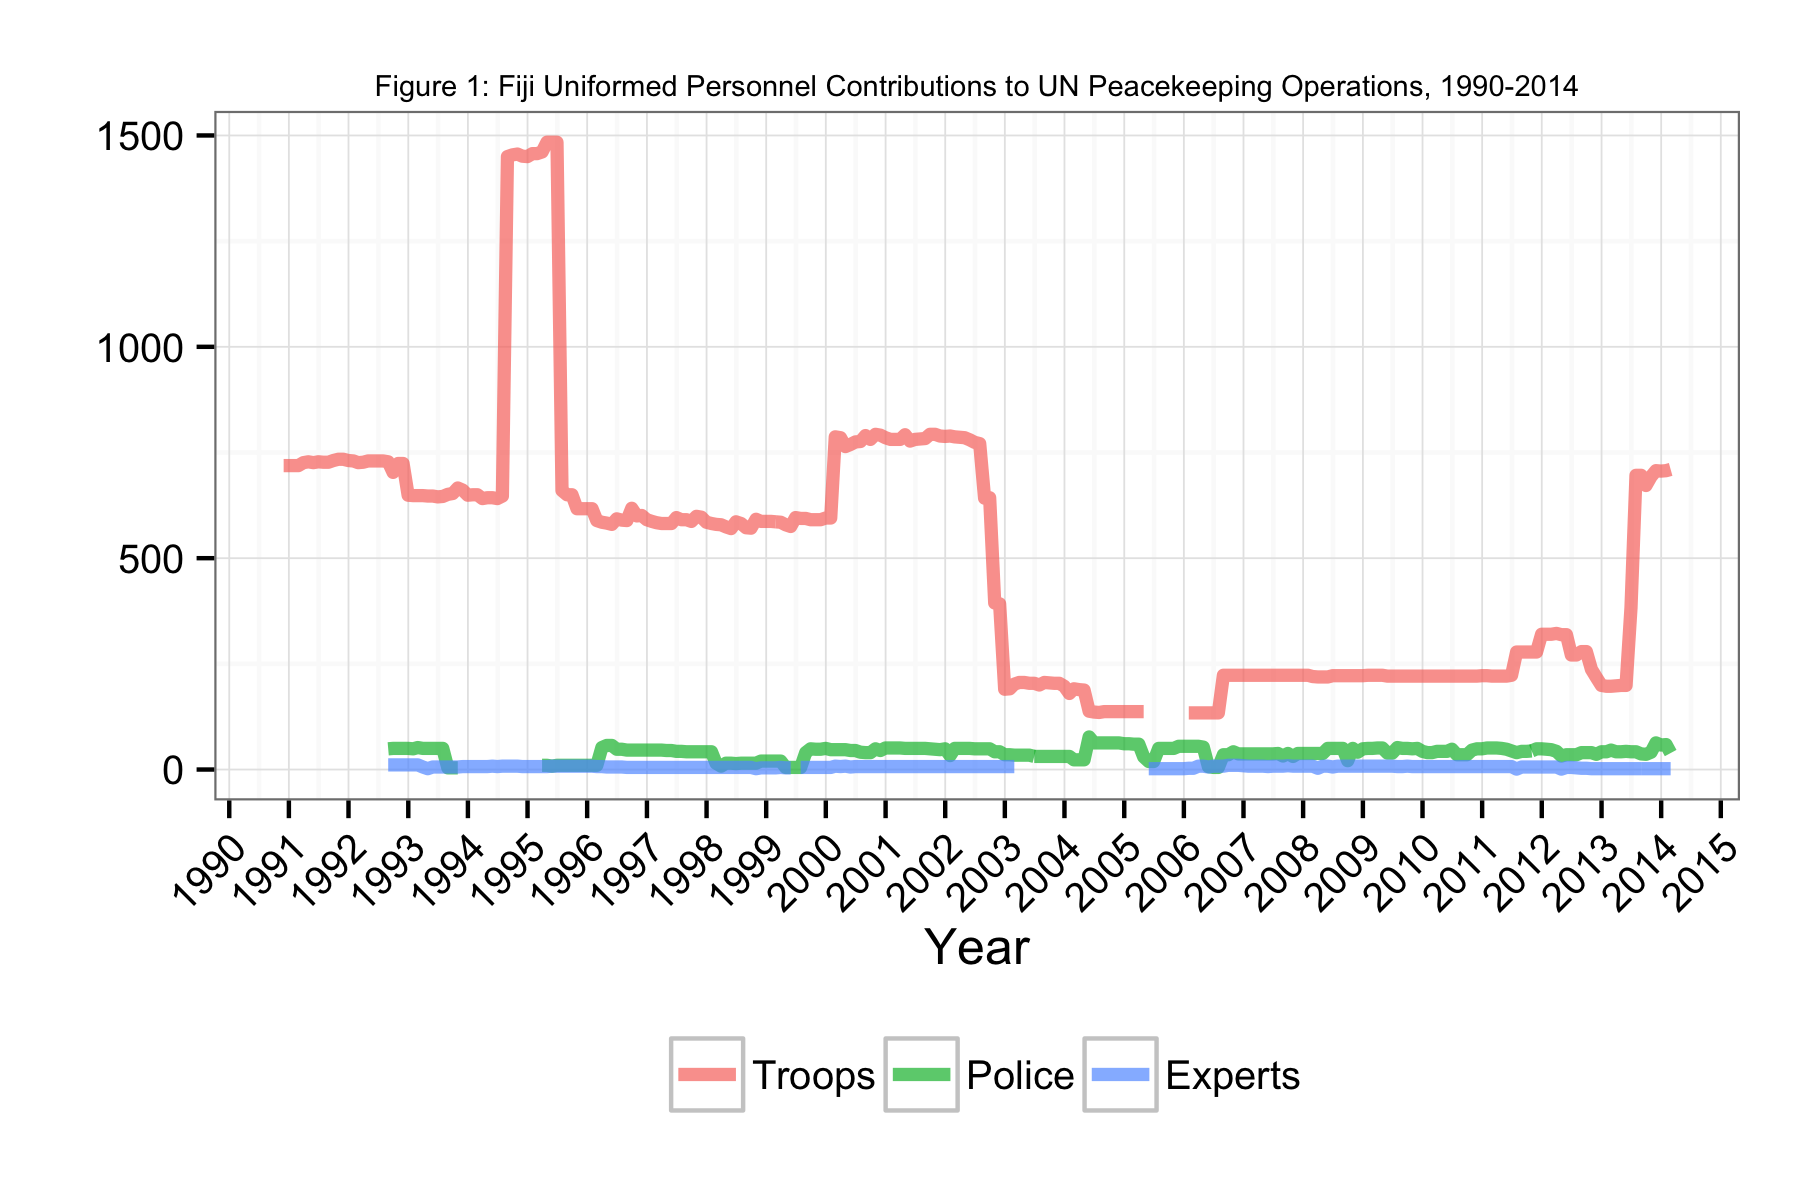 Figure 1: Fiji Uniformed Personnel Contributions to UN Peacekeeping Operations, 1990-2014
1500
1000
500
0
1990 1991 1992 1993 1994 1995 1996 1997 1998 1999 2000 2001 2002 2003 2004 2005 2006 2007 2008 2009 2010 2011 2012 2013 2014 2015
Year
Troops Police Experts